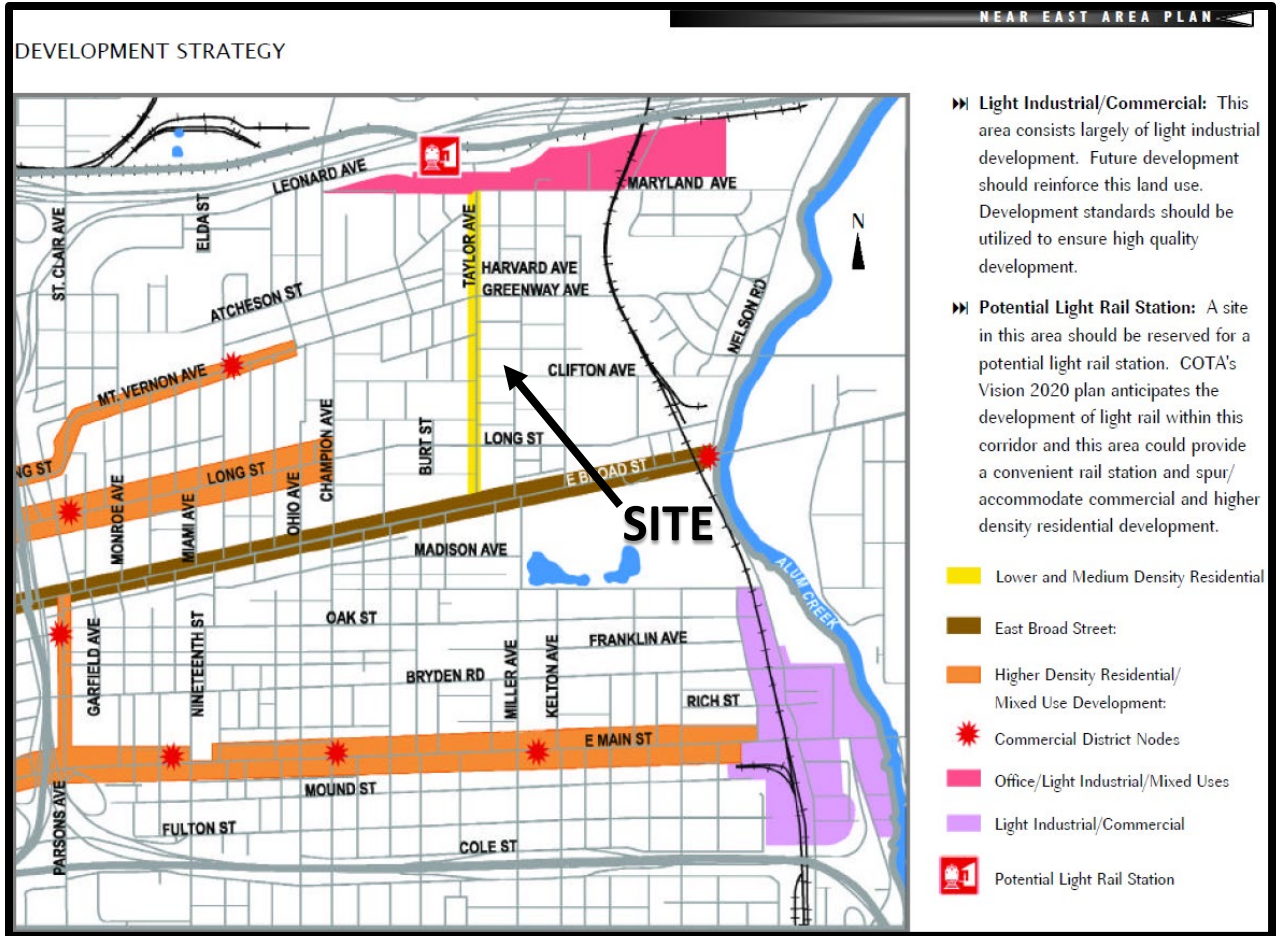 NEAR EAST AREA PLAN
DEVELOPMENT STRATEGY
LEONARD AVE
MARYLAND AVE
ST. CLAIR AVE
ELDA ST
TAYLOR AVE
N
HARVARD AVE
GREENWAY AVE
ATCHESON ST
NELSON RD
MT. VERNON AVE
CLIFTON AVE
CHAMPION AVE
BURT ST
LONG ST
NG ST
LONG ST
E BROAD ST
OHIO AVE
MONROE AVE
MIAMI AVE
SITE
MADISON AVE
ALUM CREEK
OAK ST
FRANKLIN AVE
GARFIELD AVE
NINETEENTH ST
BRYDEN RD
MILLER AVE
KELTON AVE
RICH ST
E MAIN ST
MOUND ST
PARSONS AVE
FULTON ST
COLE ST
Light Industrial/Commercial: This
area consists largely of light industrial
development. Future development
should reinforce this land use.
Development standards should be
utilized to ensure high quality
development.
Potential Light Rail Station: A site
in this area should be reserved for a
potential light rail station. COTA's
Vision 2020 plan anticipates the
development of light rail within this
corridor and this area could provide
a convenient rail station and spur/
accommodate commercial and higher
density residential development.
Lower and Medium Density Residential
East Broad Street:
Higher Density Residential/
Mixed Use Development:
Commercial District Nodes
Office/Light Industrial/Mixed Uses
Light Industrial/Commercial
Potential Light Rail Station